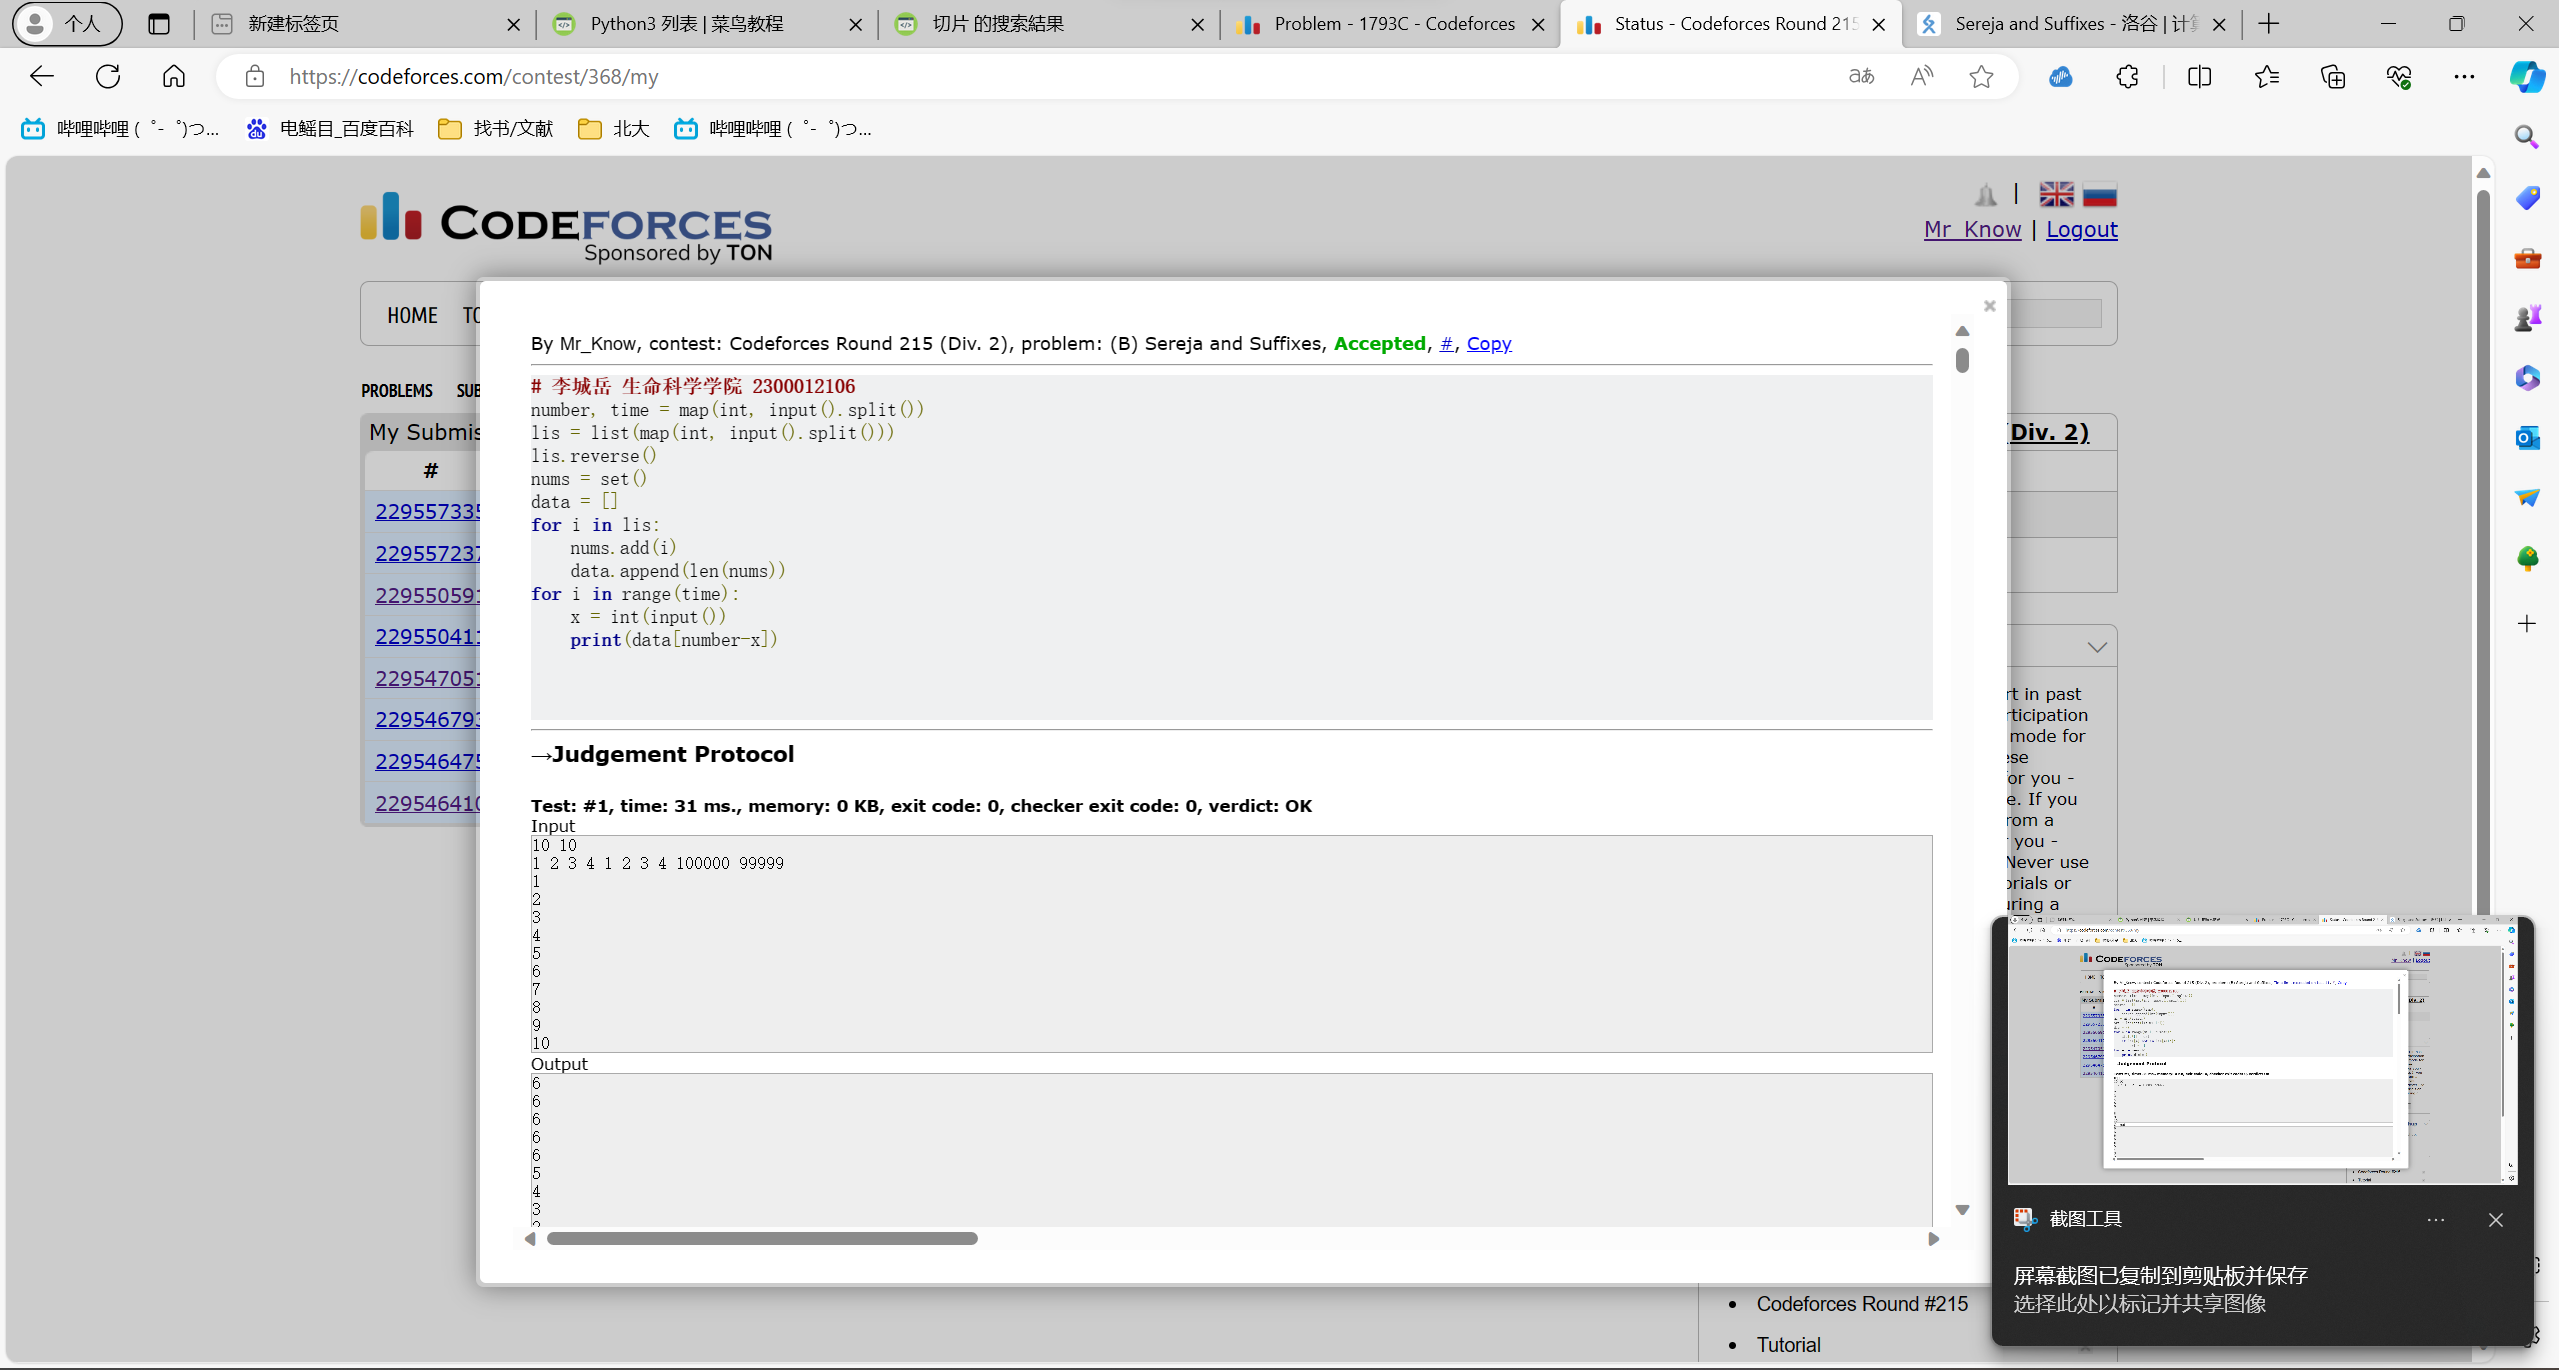 个人
新建标签页
Python3 列表 | 菜鸟教程
切片 的搜索結果
Problem - 1793C - Codeforces
Status - Codeforces Round 215
Sereja and Suffixes - 洛谷 | 计
https://codeforces.com/contest/368/my
哔哩哔哩 ( ゜- ゜)つ...
电鳐目_百度百科
找书/文献
北大
哔哩哔哩 ( ゜- ゜)つ...
CODEFORCES
Sponsored by TON
Mr_Know | Logout
HOME
PROBLEMS
My Submis
#
(Div. 2)
229557335
229557237
229550591
229550411
229547051
229546793
229546475
229546410
By Mr_Know, contest: Codeforces Round 215 (Div. 2), problem: (B) Sereja and Suffixes, Accepted, #, Copy
# 李城岳 生命科学学院 2300012106
number, time = map(int, input().split())
lis = list(map(int, input().split()))
lis.reverse()
nums = set()
data = []
for i in lis:
    nums.add(i)
    data.append(len(nums))
for i in range(time):
    x = int(input())
    print(data[number-x])
→Judgement Protocol
Test: #1, time: 31 ms., memory: 0 KB, exit code: 0, checker exit code: 0, verdict: OK
Input
10 10
1 2 3 4 1 2 3 4 100000 99999
1
2
3
4
5
6
7
8
9
10
Output
6
6
6
6
6
5
4
3
2
rt in past
rticipation
mode for
ese
for you -
e. If you
rom a
you -
Never use
orials or
uring a
截图工具
屏幕截图已复制到剪贴板并保存
选择此处以标记并共享图像
Codeforces Round #215
Tutorial